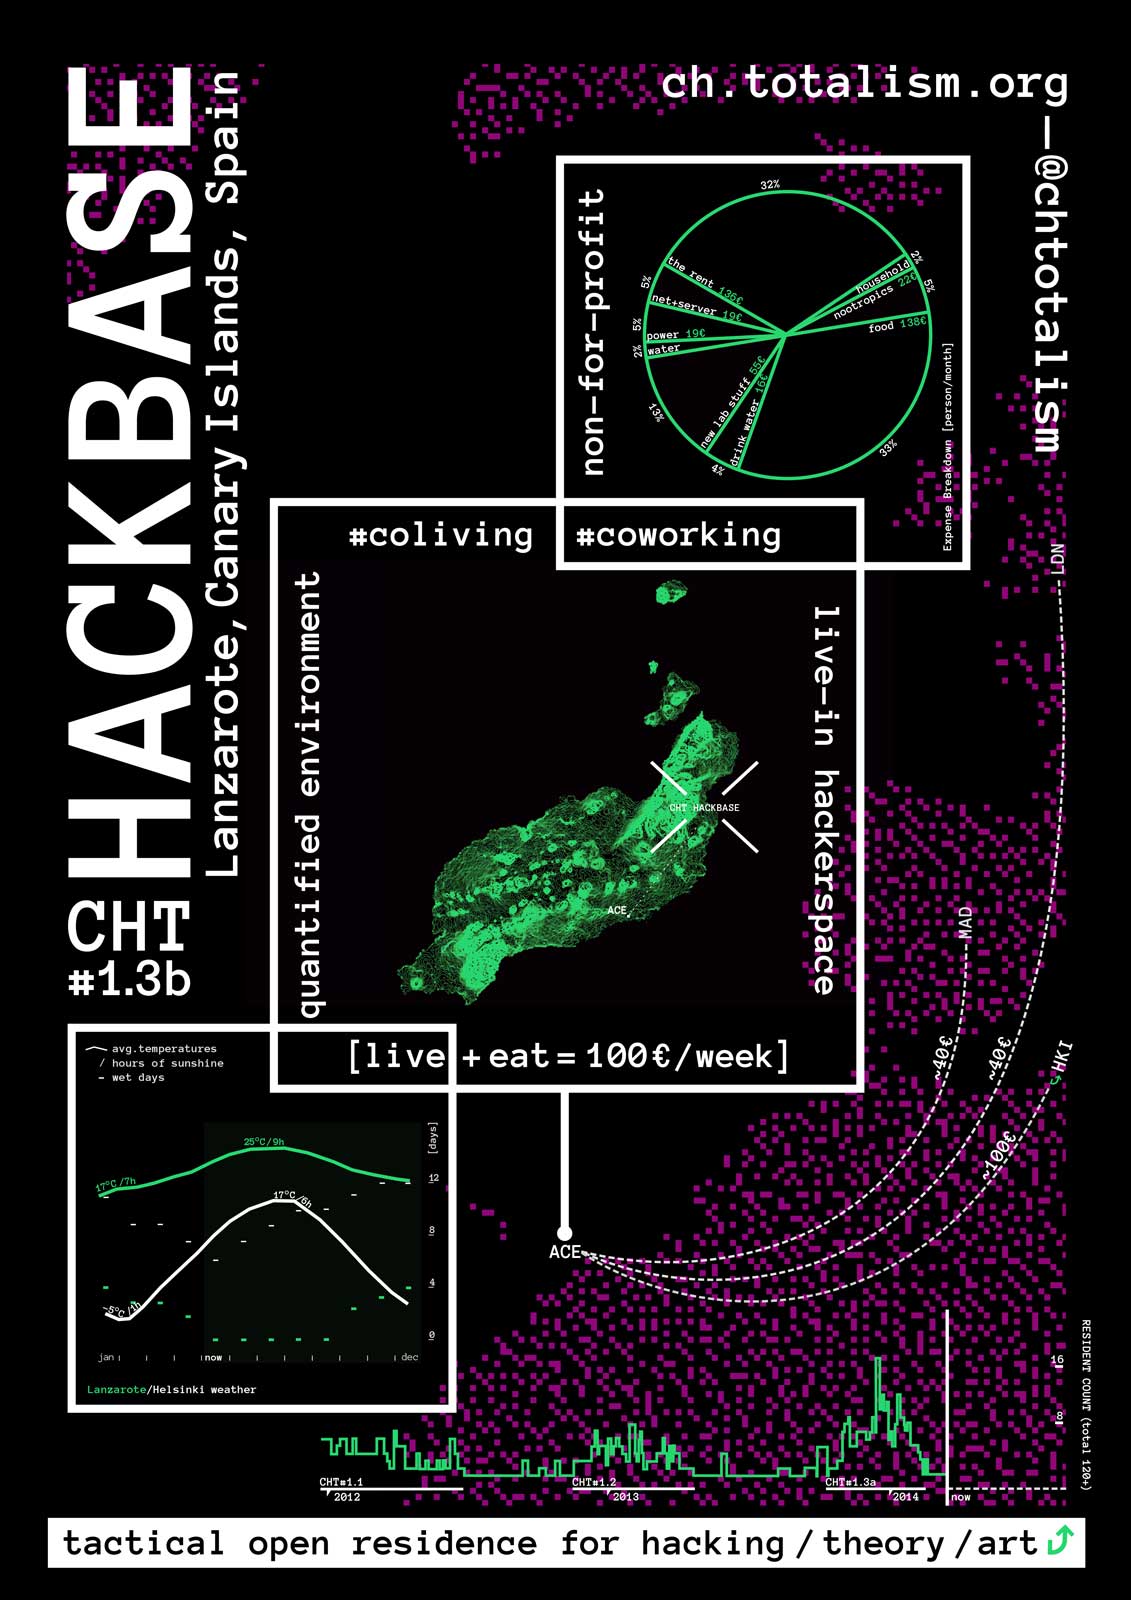 HACKBASE
CHT
#1.3b
Lanzarote, Canary Islands, Spain
ch.totalism.org
—@chtotalism
non-for-profit
32%
2%
5%
33%
4%
13%
2%
5%
5%
the rent 136€
net+server 19€
power 19€
water
new lab stuff 55€
drink water 16€
household
nootropics 22€
food 138€
Expense Breakdown [person/month]
#coliving
#coworking
quantified environment
live-in hackerspace
CHT HACKBASE
ACE
[live + eat = 100€/week]
NOT
MAD
HKI
~40€
~40€
~100€
ACE
avg.temperatures
/ hours of sunshine
- wet days
[days]
25°C/9h
17°C/7h
17°C/6h
-5°C/1h
12
8
4
0
jan
now
dec
Lanzarote/Helsinki weather
RESIDENT COUNT (total 120+)
16
8
CHT#1.1
CHT#1.2
CHT#1.3a
2012
2013
2014
now
tactical open residence for hacking / theory / art